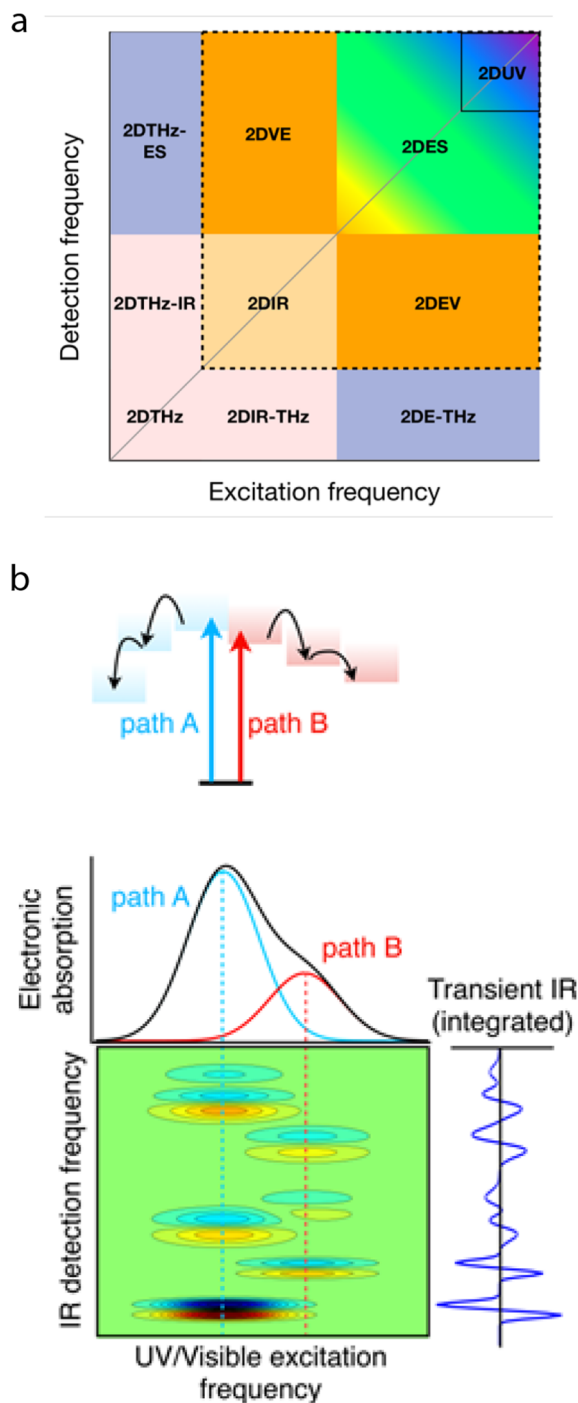 a
2DTHz-
ES
2DVE
2DUV
2DES
2DTHz-IR
2DIR
2DEV
2DTHz
2DIR-THz
2DE-THz
Detection frequency
Excitation frequency
b
path A
path B
Electronic
absorption
path A
path B
Transient IR
(integrated)
IR detection frequency
UV/Visible excitation
frequency